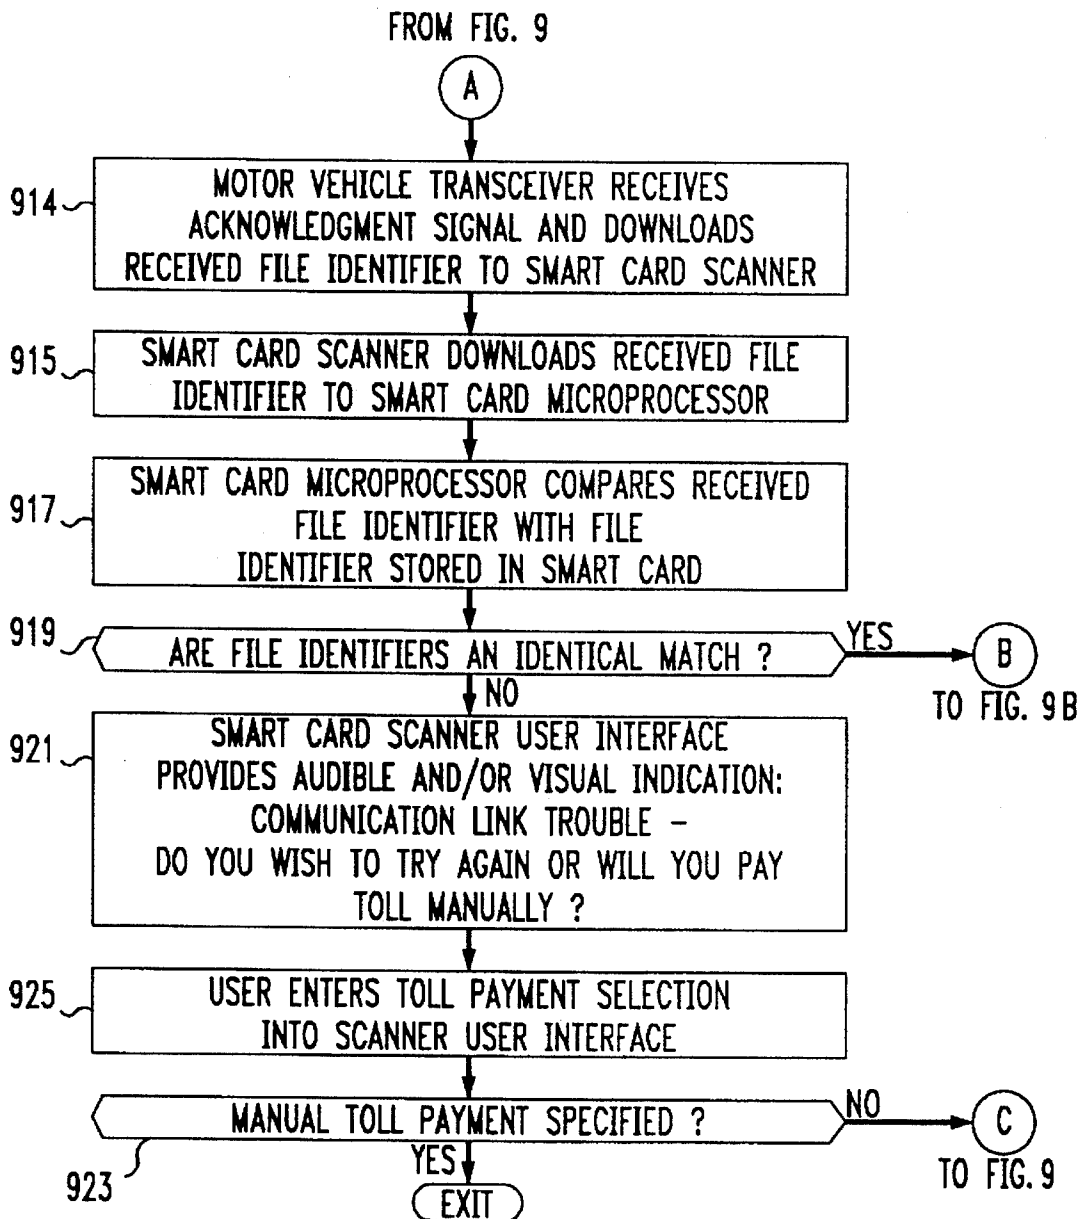 FROM FIG. 9
A
914
MOTOR VEHICLE TRANSCEIVER RECEIVES
ACKNOWLEDGMENT SIGNAL AND DOWNLOADS
RECEIVED FILE IDENTIFIER TO SMART CARD SCANNER
915
SMART CARD SCANNER DOWNLOADS RECEIVED FILE
IDENTIFIER TO SMART CARD MICROPROCESSOR
917
SMART CARD MICROPROCESSOR COMPARES RECEIVED
FILE IDENTIFIER WITH FILE
IDENTIFIER STORED IN SMART CARD
919
ARE FILE IDENTIFIERS AN IDENTICAL MATCH ?
YES
B
TO FIG. 9B
NO
921
SMART CARD SCANNER USER INTERFACE
PROVIDES AUDIBLE AND/OR VISUAL INDICATION:
COMMUNICATION LINK TROUBLE -
DO YOU WISH TO TRY AGAIN OR WILL YOU PAY
TOLL MANUALLY ?
925
USER ENTERS TOLL PAYMENT SELECTION
INTO SCANNER USER INTERFACE
MANUAL TOLL PAYMENT SPECIFIED ?
NO
C
TO FIG. 9
923
YES
EXIT